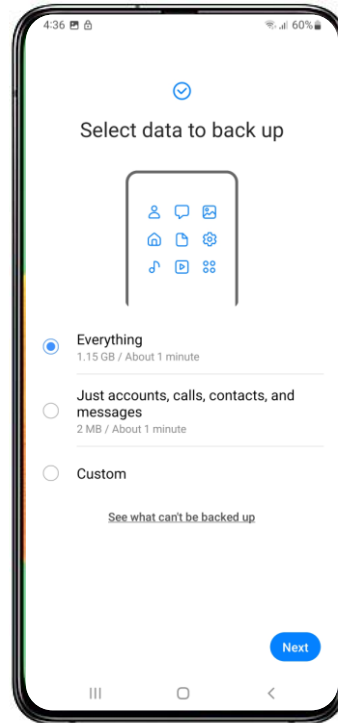 4:36 60%
Select data to back up
Everything
1.15 GB / About 1 minute
Just accounts, calls, contacts, and
messages
2 MB / About 1 minute
Custom
See what can't be backed up
Next